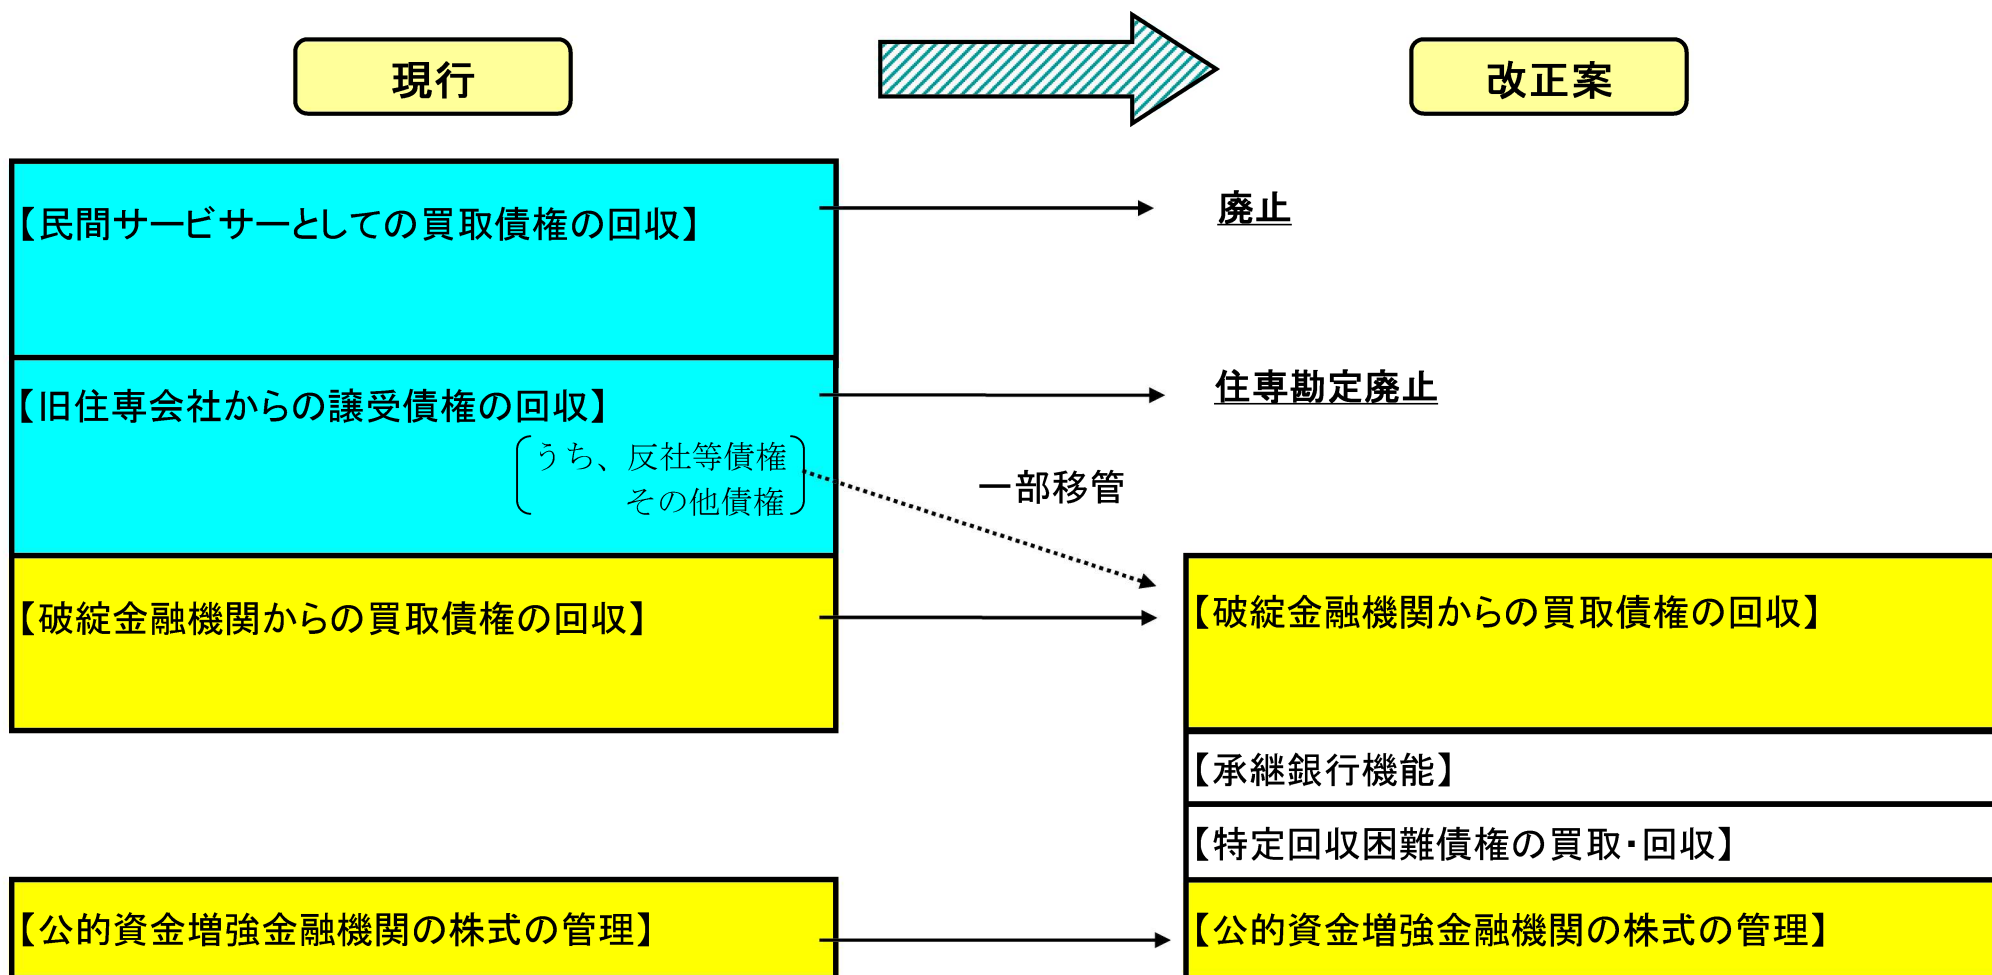 現行
改正案
【民間サービサーとしての買取債権の回収】
廃止
【旧住専会社からの譲受債権の回収】
住専勘定廃止
うち、反社等債権
その他債権
一部移管
【破綻金融機関からの買取債権の回収】
【破綻金融機関からの買取債権の回収】
【承継銀行機能】
【特定回収困難債権の買取・回収】
【公的資金増強金融機関の株式の管理】
【公的資金増強金融機関の株式の管理】